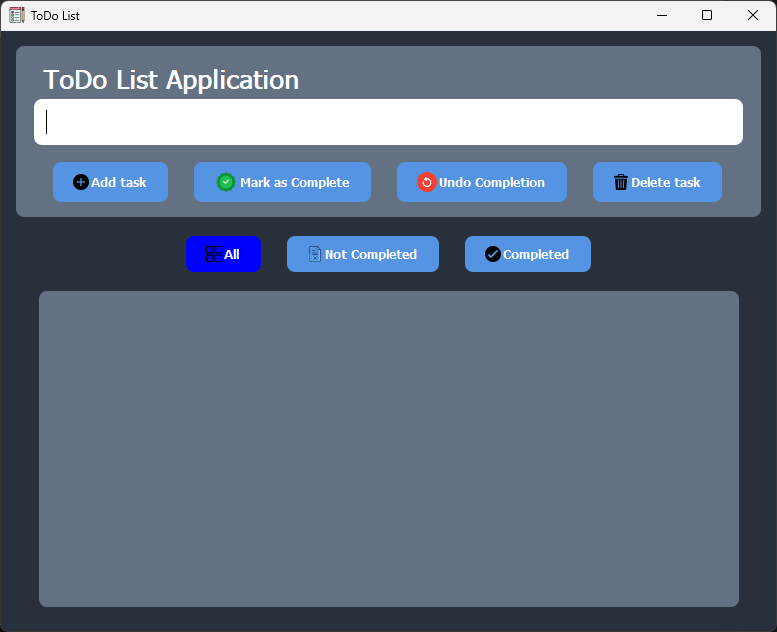 ToDo List
ToDo List Application
Add task
Mark as Complete
Undo Completion
Delete task
All
Not Completed
Completed